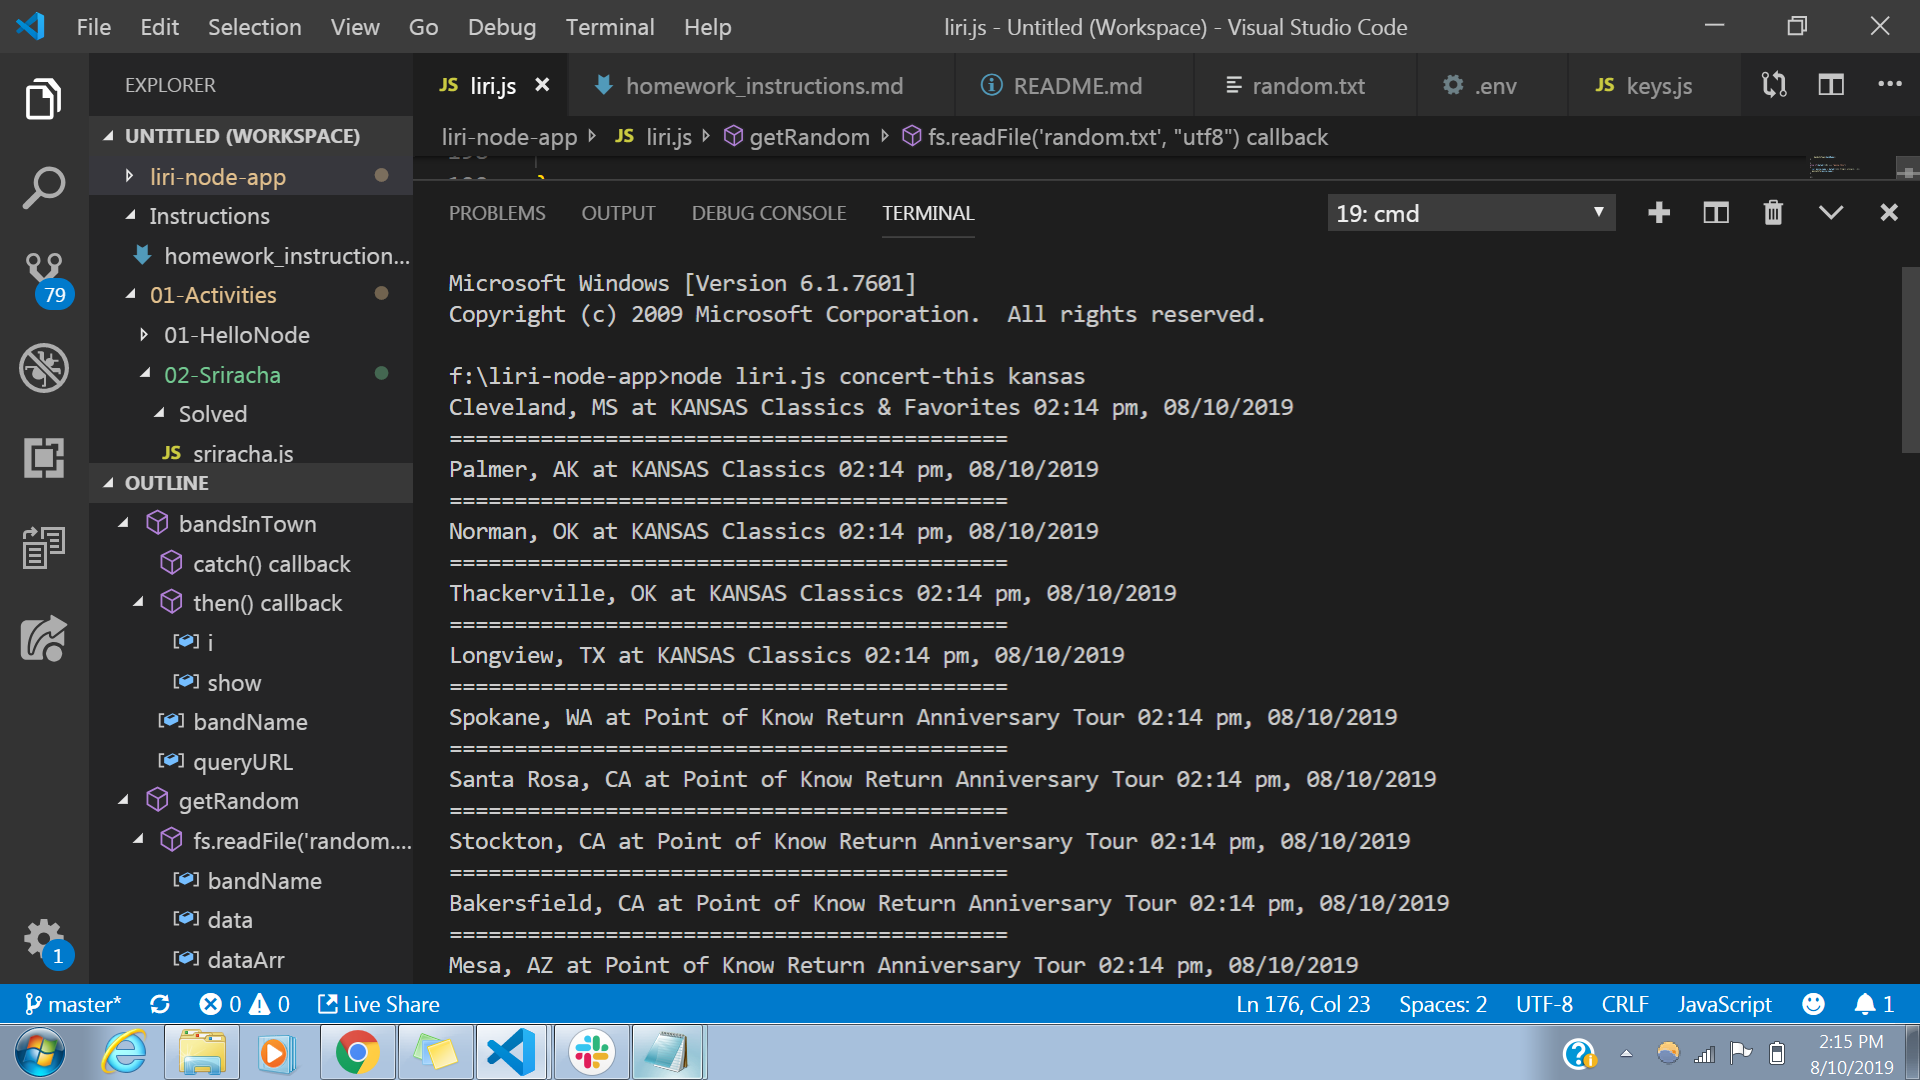 File Edit Selection View Go Debug Terminal Help
liri.js - Untitled (Workspace) - Visual Studio Code
EXPLORER
JS liri.js
homework_instructions.md
README.md
random.txt
.env
JS keys.js
UNTITLED (WORKSPACE)
liri-node-app
Instructions
homework_instruction...
01-Activities
01-HelloNode
02-Sriracha
Solved
JS sriracha.js
OUTLINE
bandsInTown
catch() callback
then() callback
i
show
bandName
queryURL
getRandom
fs.readFile('random....
bandName
data
dataArr
79
1
liri-node-app JS liri.js getRandom fs.readFile('random.txt', "utf8") callback
PROBLEMS OUTPUT DEBUG CONSOLE TERMINAL
19: cmd
Microsoft Windows [Version 6.1.7601]
Copyright (c) 2009 Microsoft Corporation.  All rights reserved.
f:\liri-node-app>node liri.js concert-this kansas
Cleveland, MS at KANSAS Classics & Favorites 02:14 pm, 08/10/2019
===========================================
Palmer, AK at KANSAS Classics 02:14 pm, 08/10/2019
===========================================
Norman, OK at KANSAS Classics 02:14 pm, 08/10/2019
===========================================
Thackerville, OK at KANSAS Classics 02:14 pm, 08/10/2019
===========================================
Longview, TX at KANSAS Classics 02:14 pm, 08/10/2019
===========================================
Spokane, WA at Point of Know Return Anniversary Tour 02:14 pm, 08/10/2019
===========================================
Santa Rosa, CA at Point of Know Return Anniversary Tour 02:14 pm, 08/10/2019
===========================================
Stockton, CA at Point of Know Return Anniversary Tour 02:14 pm, 08/10/2019
===========================================
Bakersfield, CA at Point of Know Return Anniversary Tour 02:14 pm, 08/10/2019
===========================================
Mesa, AZ at Point of Know Return Anniversary Tour 02:14 pm, 08/10/2019
master* 0 0 Live Share
Ln 176, Col 23 Spaces: 2 UTF-8 CRLF JavaScript 1
2:15 PM
8/10/2019